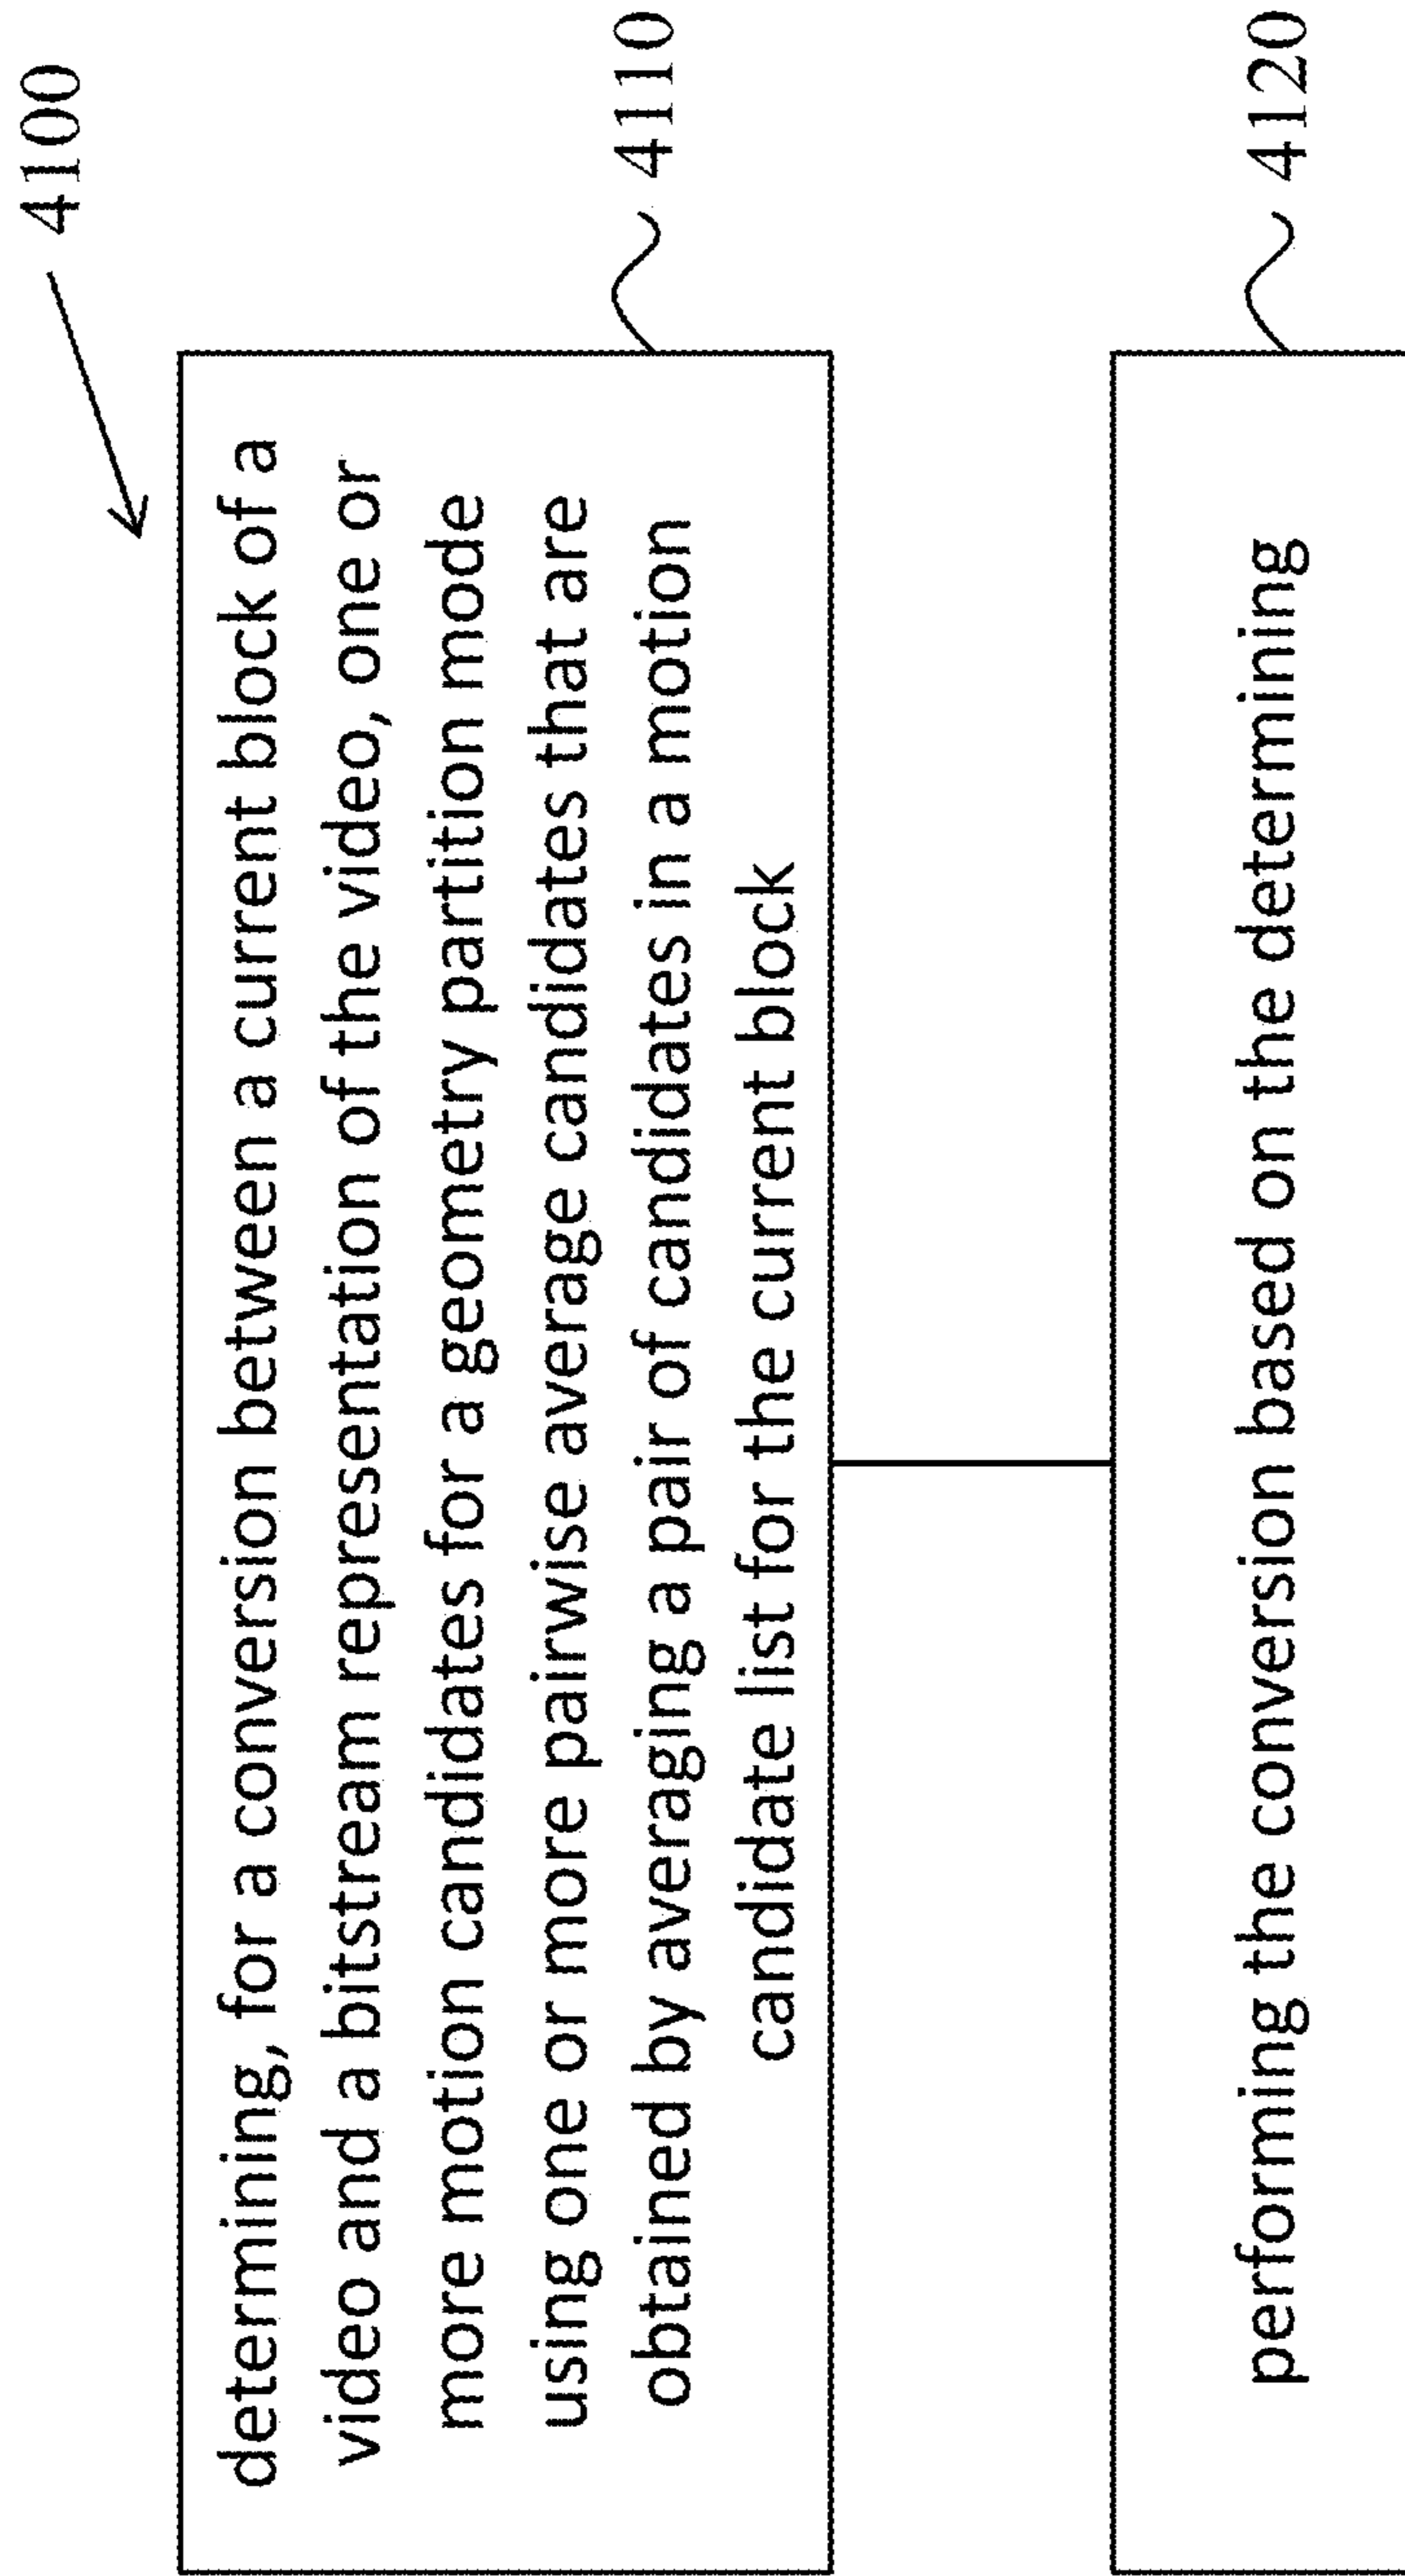 4100
determining, for a conversion between a current block of a
video and a bitstream representation of the video, one or
more motion candidates for a geometry partition mode
using one or more pairwise average candidates that are
obtained by averaging a pair of candidates in a motion
candidate list for the current block
4110
performing the conversion based on the determining
4120